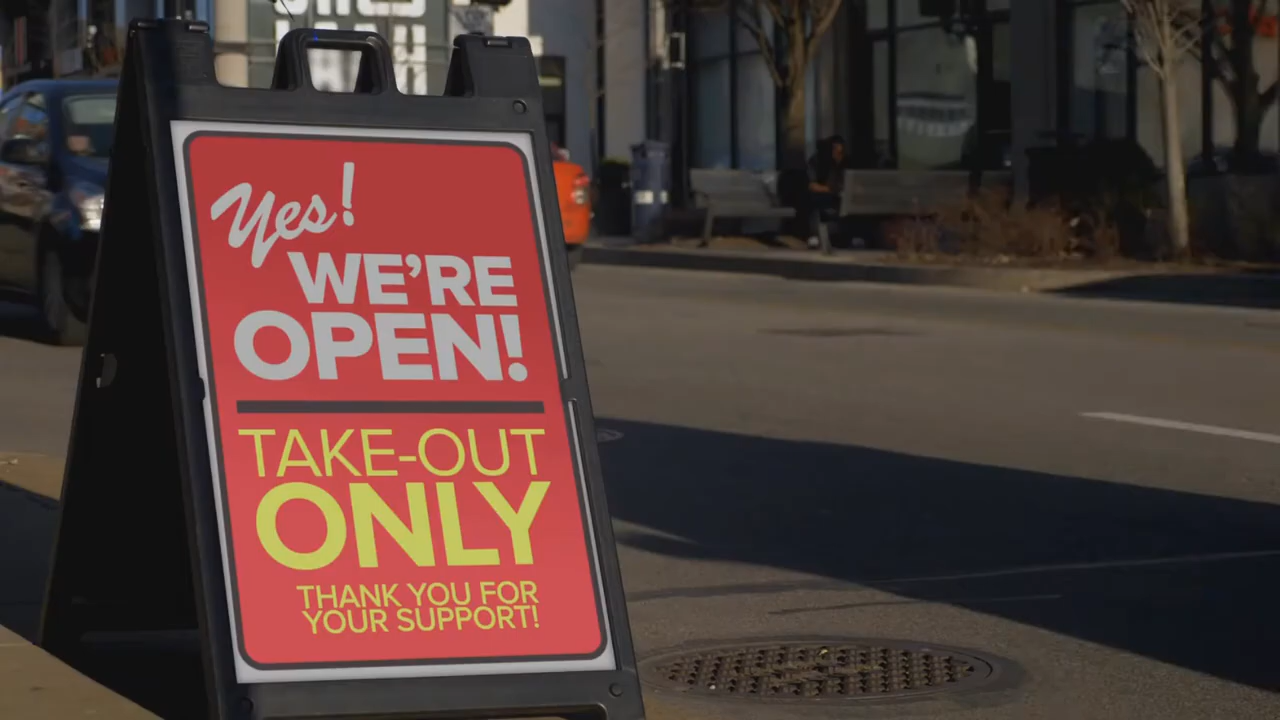 Yes!
WE'RE
OPEN!
TAKE-OUT
ONLY
THANK YOU FOR
YOUR SUPPORT!